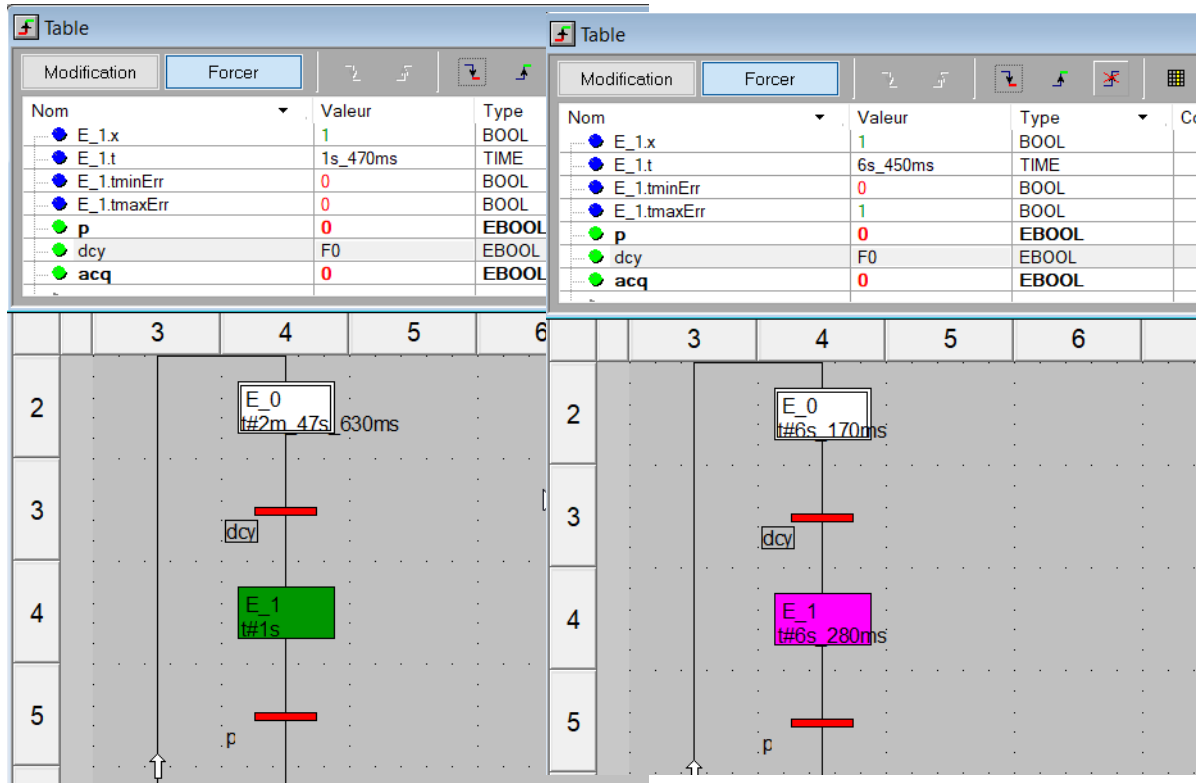 Table
Modification Forcer
Nom Valeur Type
E_1.x 1 BOOL
E_1.t 1s_470ms TIME
E_1.tminErr 0 BOOL
E_1.tmaxErr 0 BOOL
p 0 EBOOL
dcy F0 EBOOL
acq 0 EBOOL
3 4 5 6
2
E_0
t#2m_47s_630ms
3
dcy
4
E_1
t#1s
5
p
Table
Modification Forcer
Nom Valeur Type Co
E_1.x 1 BOOL
E_1.t 6s_450ms TIME
E_1.tminErr 0 BOOL
E_1.tmaxErr 1 BOOL
p 0 EBOOL
dcy F0 EBOOL
acq 0 EBOOL
3 4 5 6
2
E_0
t#6s_170ms
3
dcy
4
E_1
t#6s_280ms
5
p